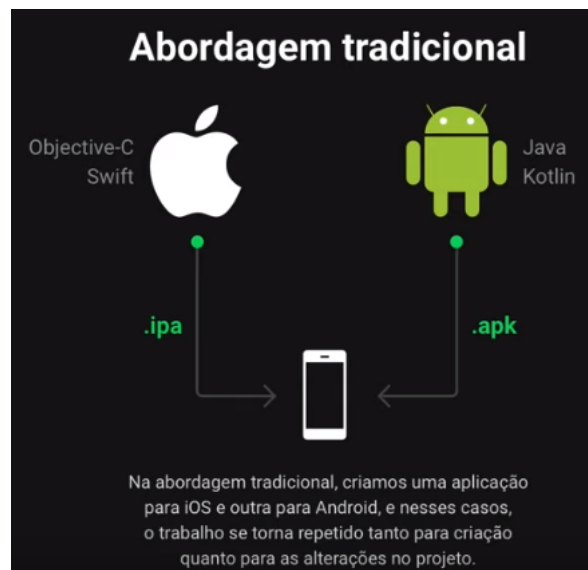 Abordagem tradicional
Objective-C
Swift
Java
Kotlin
.ipa
.apk
Na abordagem tradicional, criamos uma aplicação
para iOS e outra para Android, e nesses casos,
o trabalho se torna repetido tanto para criação
quanto para as alterações no projeto.